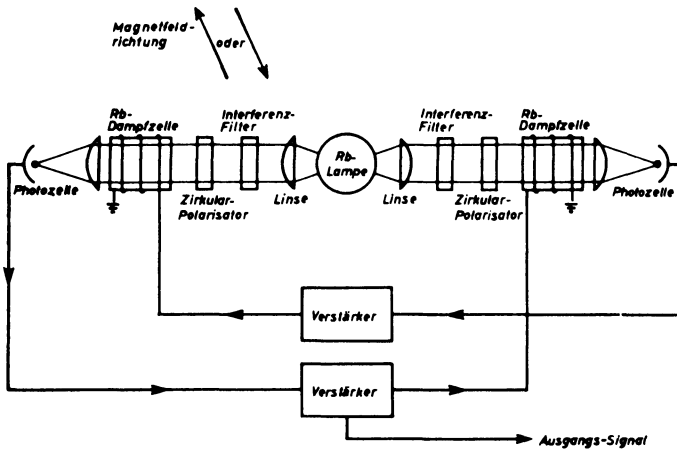 Magnetfeld-
richtung
oder
Rb-
Dampfzelle
Interferenz-
Filter
Interferenz-
Filter
Rb-
Dampfzelle
Rb-
Lampe
Photozelle
Zirkular-
Polarisator
Linse
Linse
Zirkular-
Polarisator
Photozelle
Verstärker
Verstärker
Ausgangs-Signal